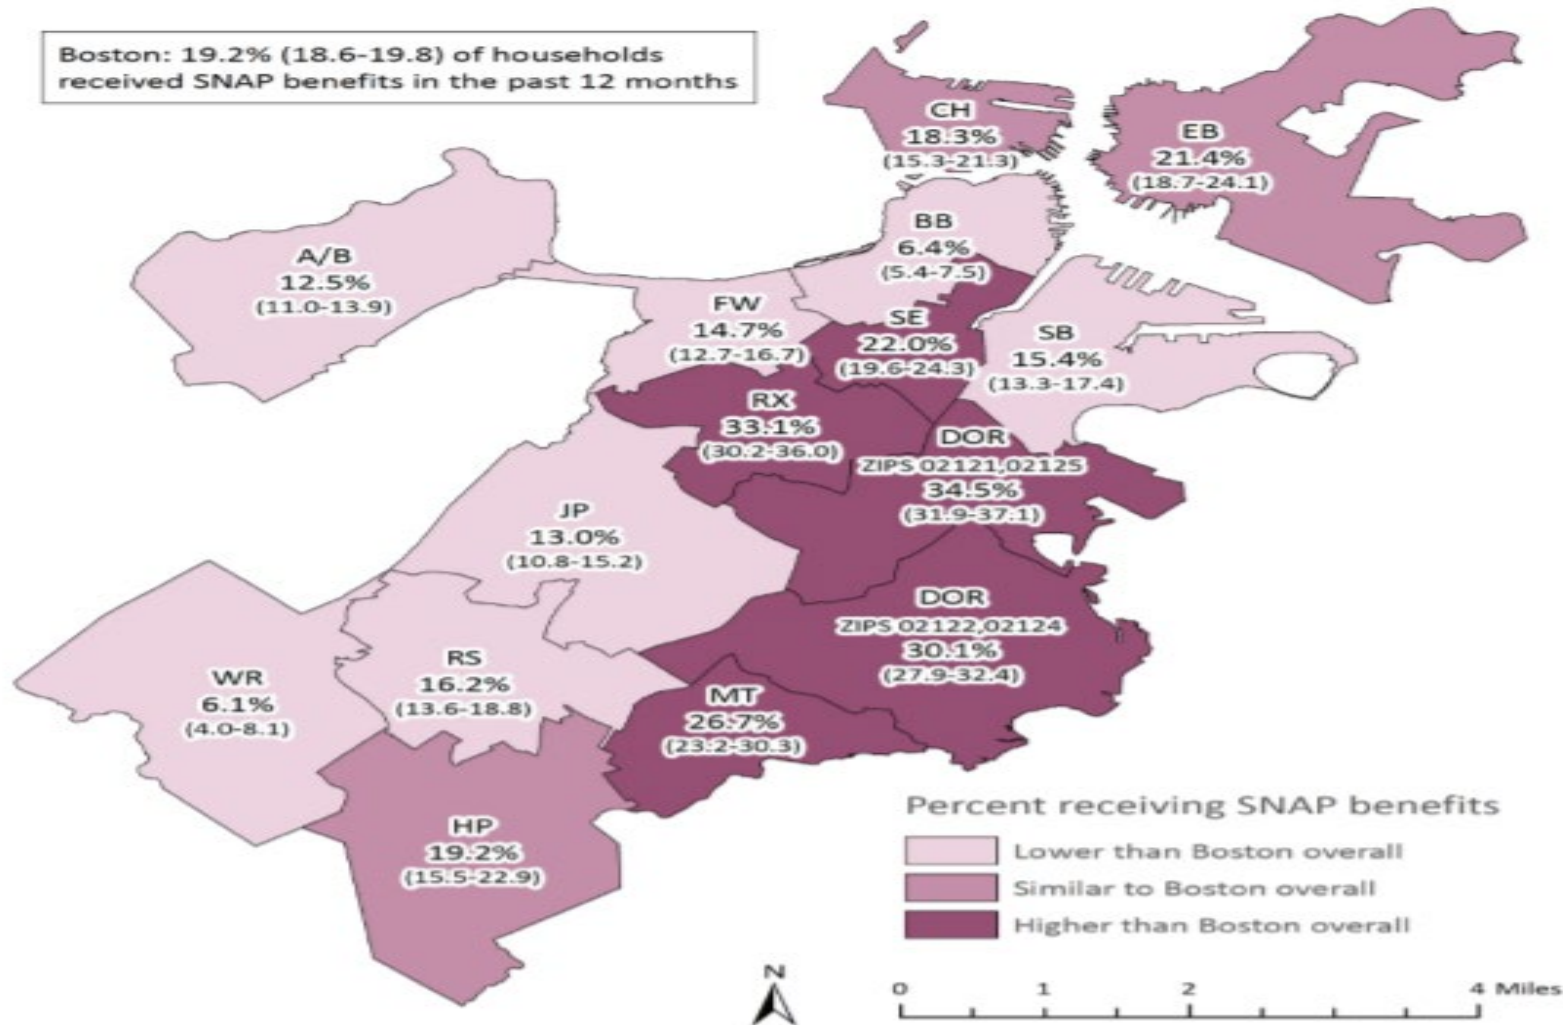 Boston: 19.2% (18.6-19.8) of households
received SNAP benefits in the past 12 months
CH
18.3%
(15.3-21.3)
EB
21.4%
(18.7-24.1)
BB
6.4%
(5.4-7.5)
A/B
12.5%
(11.0-13.9)
FW
14.7%
(12.7-16.7)
SE
22.0%
(19.6-24.3)
SB
15.4%
(13.3-17.4)
RX
33.1%
(30.2-36.0)
DOR
ZIPS 02121,02125
34.5%
(31.9-37.1)
JP
13.0%
(10.8-15.2)
DOR
ZIPS 02122,02124
30.1%
(27.9-32.4)
WR
6.1%
(4.0-8.1)
RS
16.2%
(13.6-18.8)
MT
26.7%
(23.2-30.3)
HP
19.2%
(15.5-22.9)
Percent receiving SNAP benefits
Lower than Boston overall
Similar to Boston overall
Higher than Boston overall
N
0 1 2 4 Miles